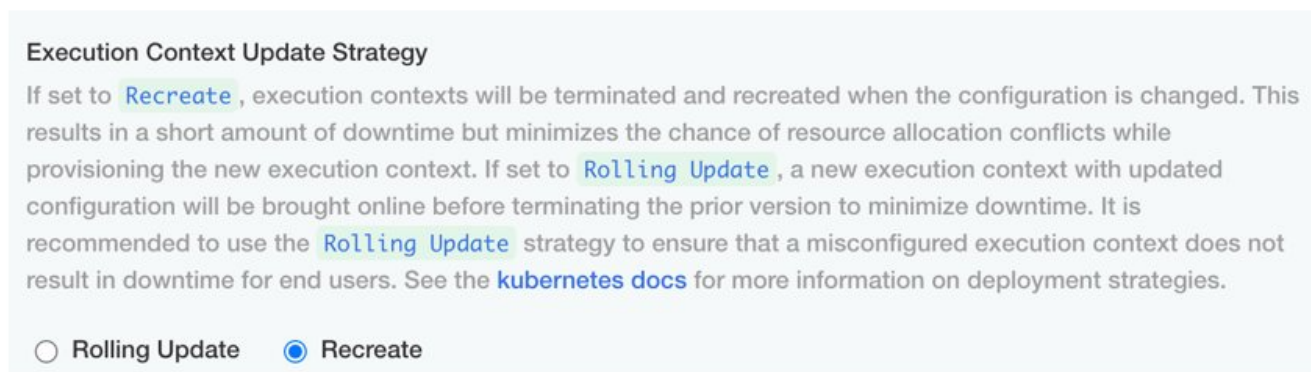 Execution Context Update Strategy
If set to Recreate, execution contexts will be terminated and recreated when the configuration is changed. This
results in a short amount of downtime but minimizes the chance of resource allocation conflicts while
provisioning the new execution context. If set to Rolling Update, a new execution context with updated
configuration will be brought online before terminating the prior version to minimize downtime. It is
recommended to use the Rolling Update strategy to ensure that a misconfigured execution context does not
result in downtime for end users. See the kubernetes docs for more information on deployment strategies.
Rolling Update Recreate